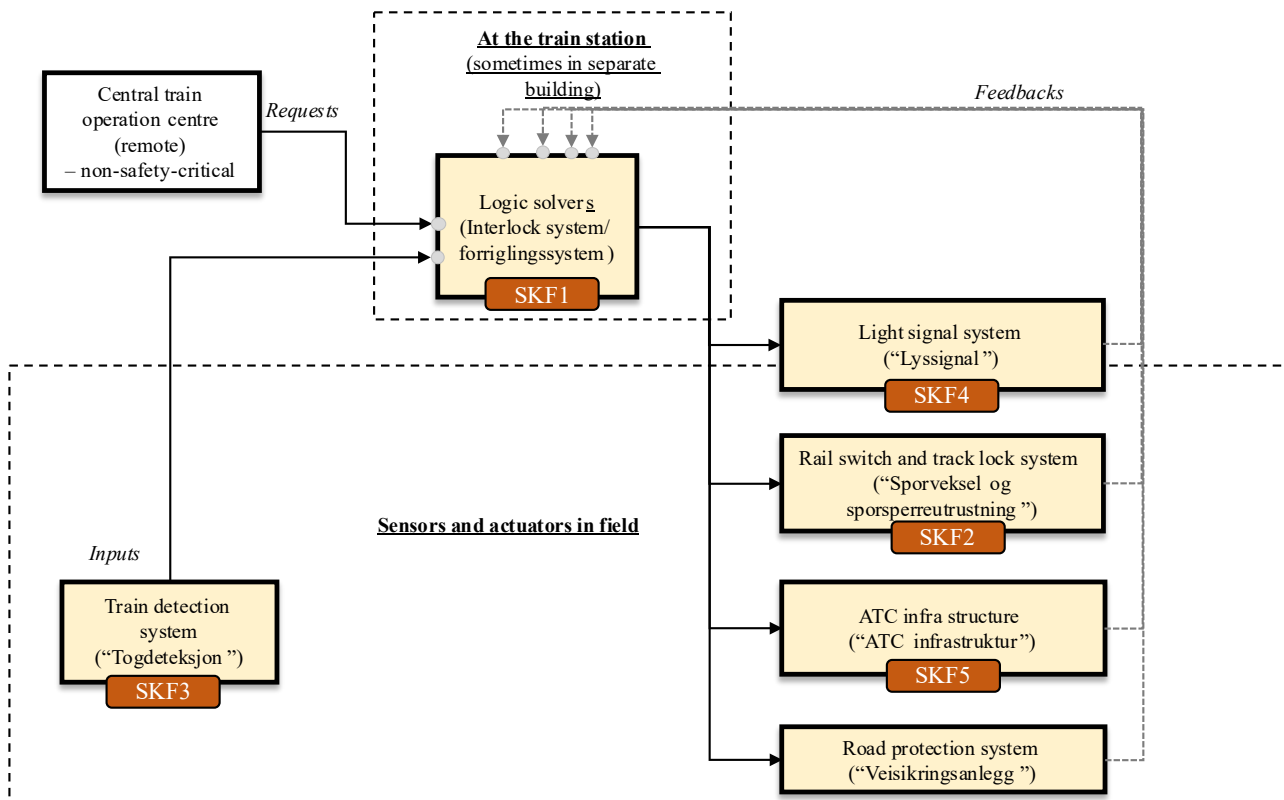 At the train station
(sometimes in separate
building)
Central train
operation centre
(remote)
– non-safety-critical
Requests
Feedbacks
Logic solvers
(Interlock system/
forriglingssystem )
SKF1
Light signal system
(“Lyssignal ”)
SKF4
Rail switch and track lock system
(“Sporveksel og
sporsperreutrustning ”)
SKF2
Sensors and actuators in field
Inputs
Train detection
system
(“Togdeteksjon ”)
SKF3
ATC infra structure
(“ATC infrastruktur”)
SKF5
Road protection system
(“Veisikringsanlegg ”)